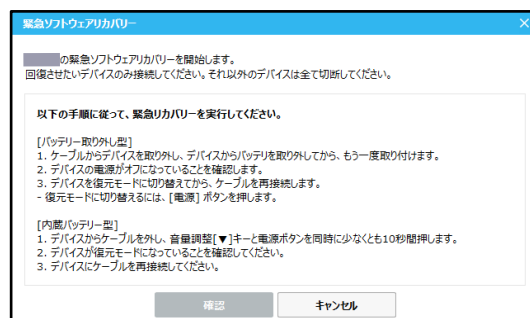 緊急ソフトウェアリカバリー
の緊急ソフトウェアリカバリーを開始します。
回復させたいデバイスのみ接続してください。それ以外のデバイスは全て切断してください。
以下の手順に従って、緊急リカバリーを実行してください。
[バッテリー取り外し型]
1. ケーブルからデバイスを取り外し、デバイスからバッテリを取り外してから、もう一度取り付けます。
2. デバイスの電源がオフになっていることを確認します。
3. デバイスを復元モードに切り替えてから、ケーブルを再接続します。
- 復元モードに切り替えるには、[電源] ボタンを押します。
[内蔵バッテリー型]
1. デバイスからケーブルを外し、音量調整[▼]キーと電源ボタンを同時に少なくとも10秒間押します。
2. デバイスが復元モードになっていることを確認してください。
3. デバイスにケーブルを再接続してください。
確認
キャンセル